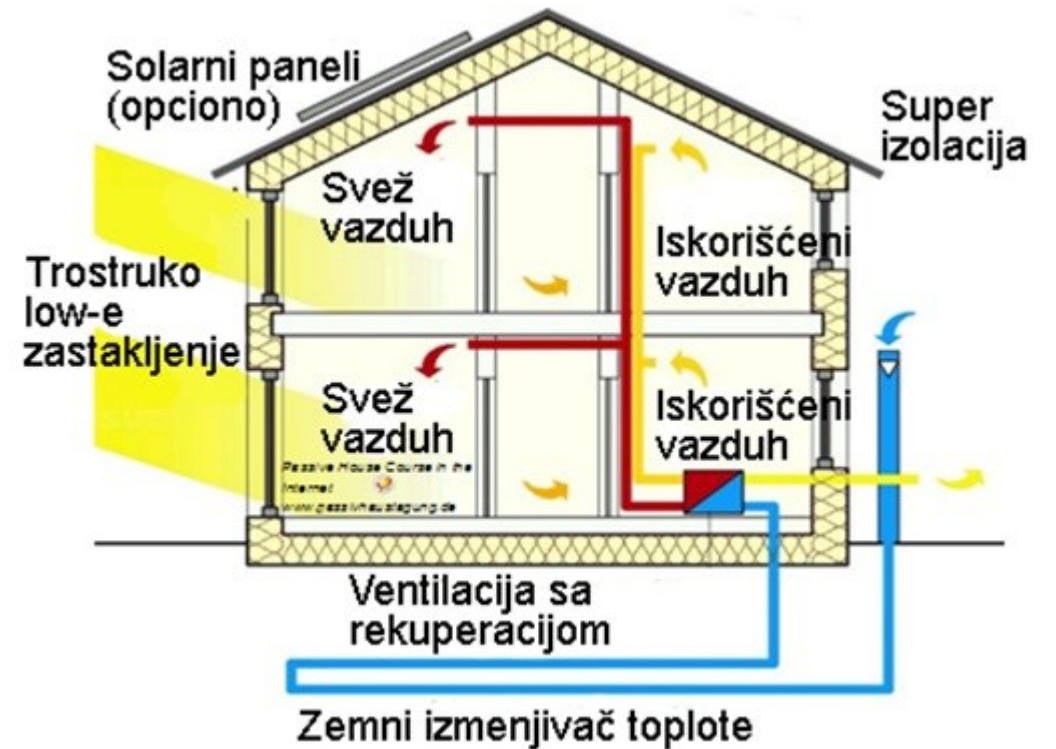 Solarni paneli
(opciono)
Super
izolacija
Svež
vazduh
Iskorišćeni
vazduh
Trostruko
low-e
zastakljenje
Svež
vazduh
Iskorišćeni
vazduh
Passive House Course in the
Internet
www.passivhaustagung.de
Ventilacija sa
rekuperacijom
Zemni izmenjivač toplote